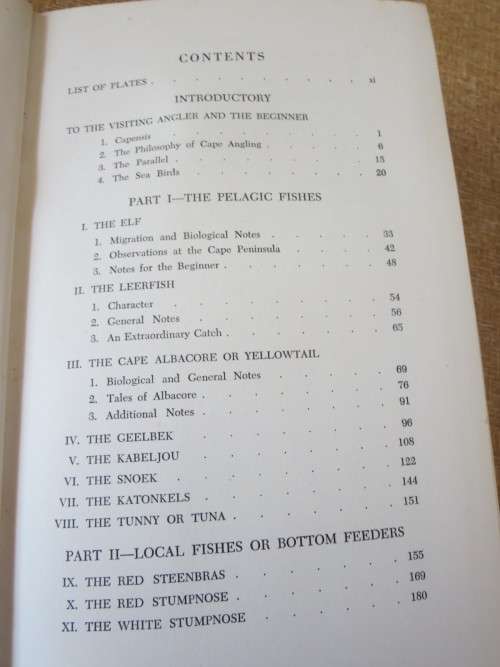 CONTENTS
LIST OF PLATES . . . . . . . . . xi
INTRODUCTORY
TO THE VISITING ANGLER AND THE BEGINNER
1. Capensis . . . . . . . . 1
2. The Philosophy of Cape Angling . . . . 6
3. The Parallel . . . . . . . 13
4. The Sea Birds . . . . . . . 20
PART I—THE PELAGIC FISHES
I. THE ELF
1. Migration and Biological Notes . . . . 33
2. Observations at the Cape Peninsula . . . . 42
3. Notes for the Beginner . . . . . . 48
II. THE LEERFISH
1. Character . . . . . . . 54
2. General Notes . . . . . . 56
3. An Extraordinary Catch . . . . . . 65
III. THE CAPE ALBACORE OR YELLOWTAIL
1. Biological and General Notes . . . . 69
2. Tales of Albacore . . . . . . 76
3. Additional Notes . . . . . . 91
IV. THE GEELBEK . . . . . . 96
V. THE KABELJOU . . . . . . 108
VI. THE SNOEK . . . . . . 122
VII. THE KATONKELS . . . . . . 144
VIII. THE TUNNY OR TUNA . . . . . . 151
PART II—LOCAL FISHES OR BOTTOM FEEDERS
IX. THE RED STEENBRAS . . . . . 155
X. THE RED STUMPNOSE . . . . . 169
XI. THE WHITE STUMPNOSE . . . . . 180